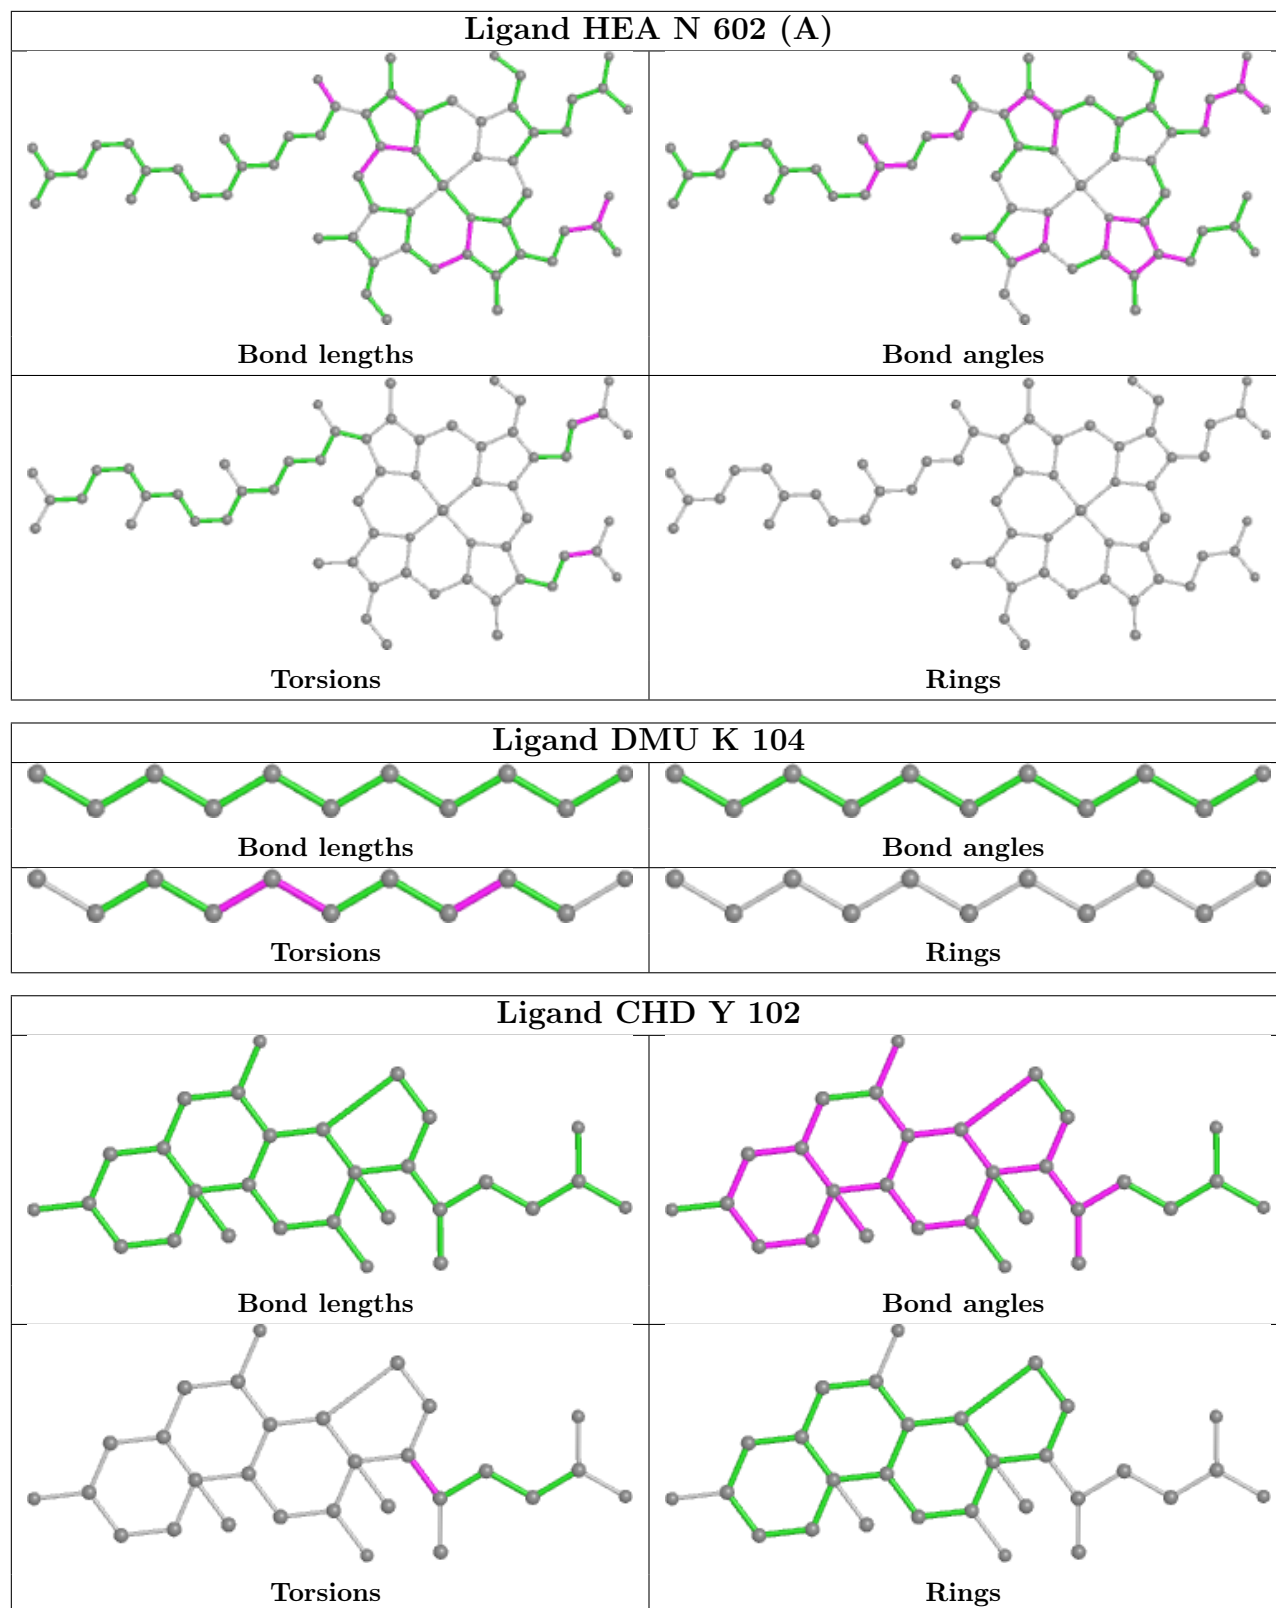 Ligand HEA N 602 (A)
Bond lengths
Bond angles
Torsions
Rings
Ligand DMU K 104
Bond lengths
Bond angles
Torsions
Rings
Ligand CHD Y 102
Bond lengths
Bond angles
Torsions
Rings